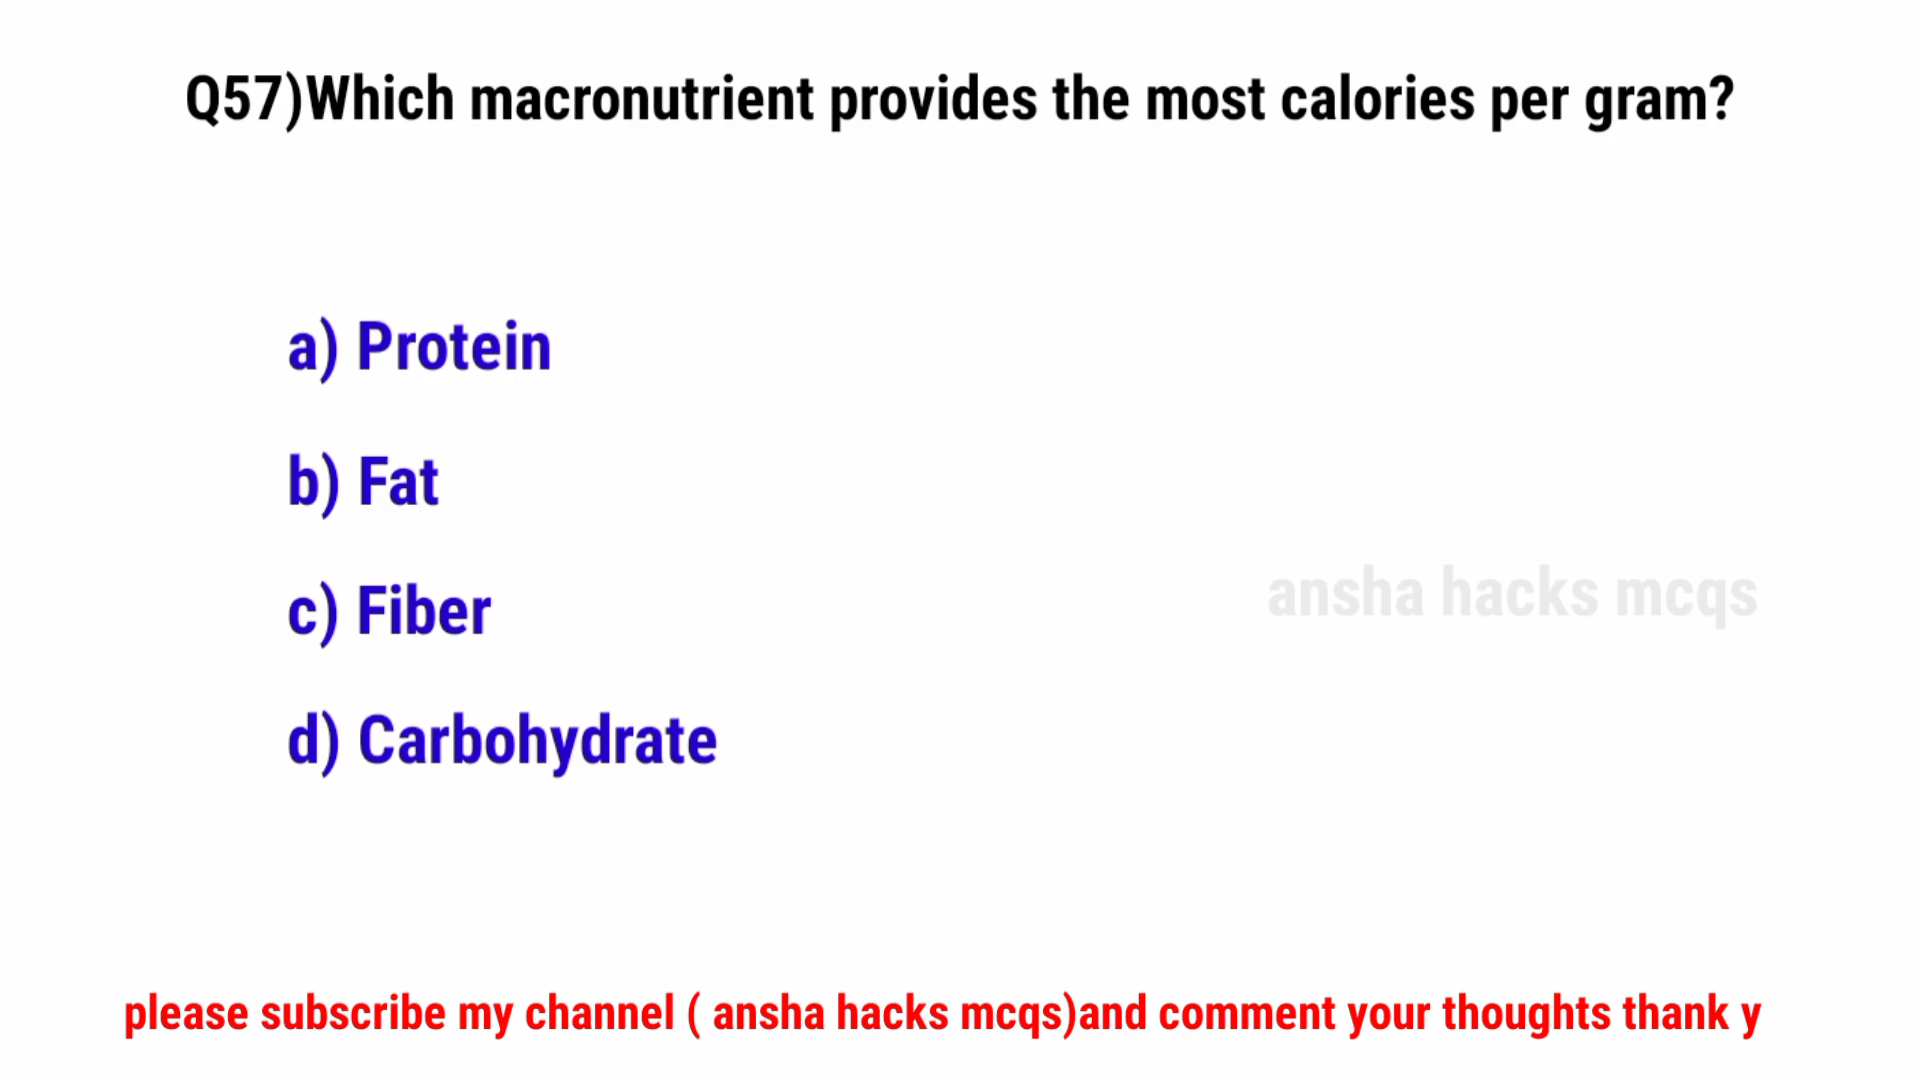 Q57)Which macronutrient provides the most calories per gram?
a) Protein
b) Fat
c) Fiber
ansha hacks mcqs
d) Carbohydrate
please subscribe my channel ( ansha hacks mcqs)and comment your thoughts thank y